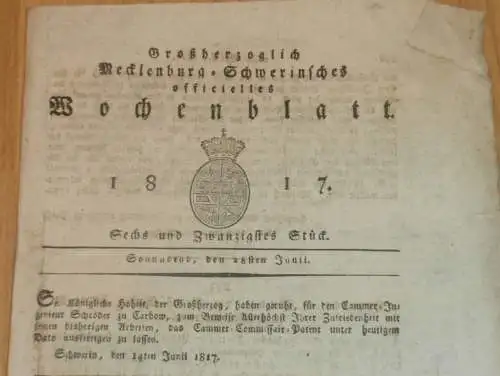 Großherzoglich
Mecklenburg-Schwerinsches
officielles
Wochenblatt.
1817.
Sechs und Zwanzigstes Stück.
Sonnabend, den 28sten Junii.
Se. Königliche Hoheit, der Großherzog, haben geruht, für den Cammer-In-
genieur Schröder zu Carbow, zum Beweise Allerhöchst Ihrer Zufriedenheit mit
seinen bisherigen Arbeiten, das Cammer-Commissair-Patent unter heutigem
Dato ausfertigen zu lassen.
Schwerin, den 14ten Junii 1817.